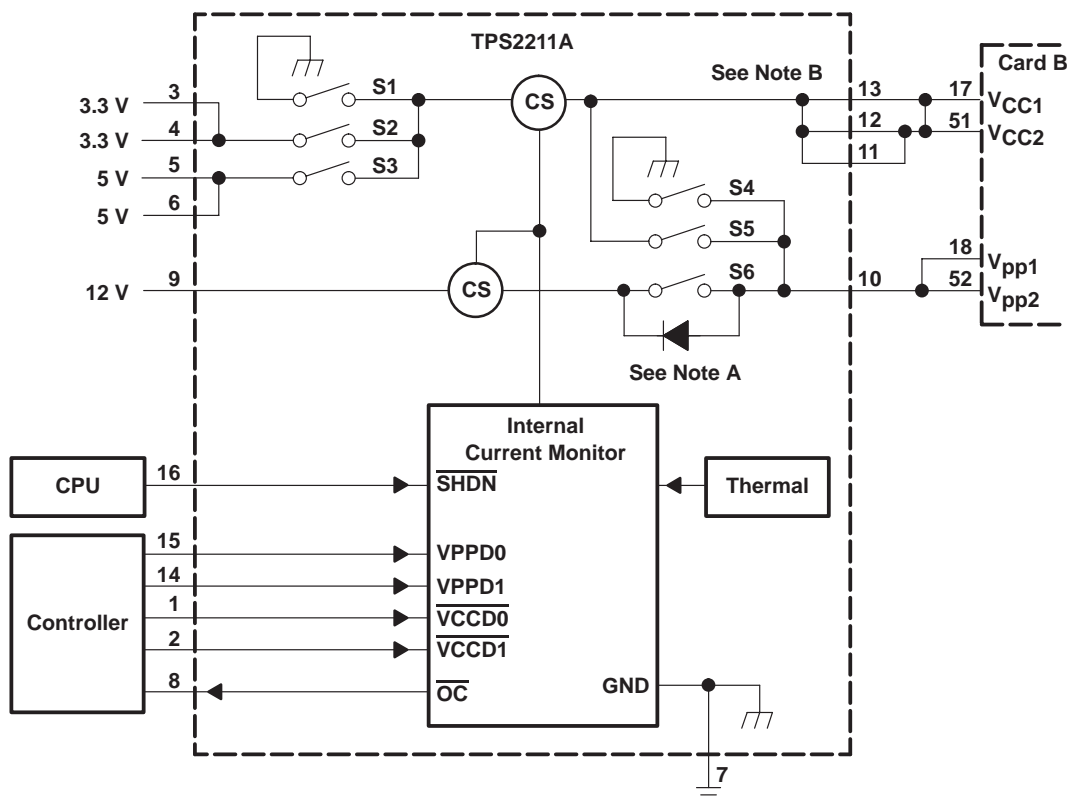 TPS2211A
Card B
See Note B
S1
CS
3
3.3 V
13
17
VCC1
S2
4
3.3 V
12
51
VCC2
S3
5
5 V
11
6
5 V
S4
S5
18
Vpp1
S6
9
12 V
CS
10
52
Vpp2
See Note A
Internal
Current Monitor
CPU
16
SHDN
Thermal
Controller
15
VPPD0
14
VPPD1
1
VCCD0
2
VCCD1
8
OC
GND
7